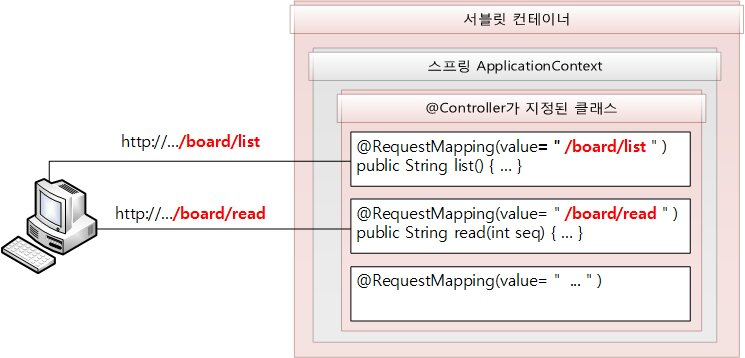 서블릿 컨테이너
스프링 ApplicationContext
@Controller가 지정된 클래스
http://.../board/list
@RequestMapping(value= " /board/list " )
public String list() { ... }
http://.../board/read
@RequestMapping(value= " /board/read " )
public String read(int seq) { ... }
@RequestMapping(value= " ... " )